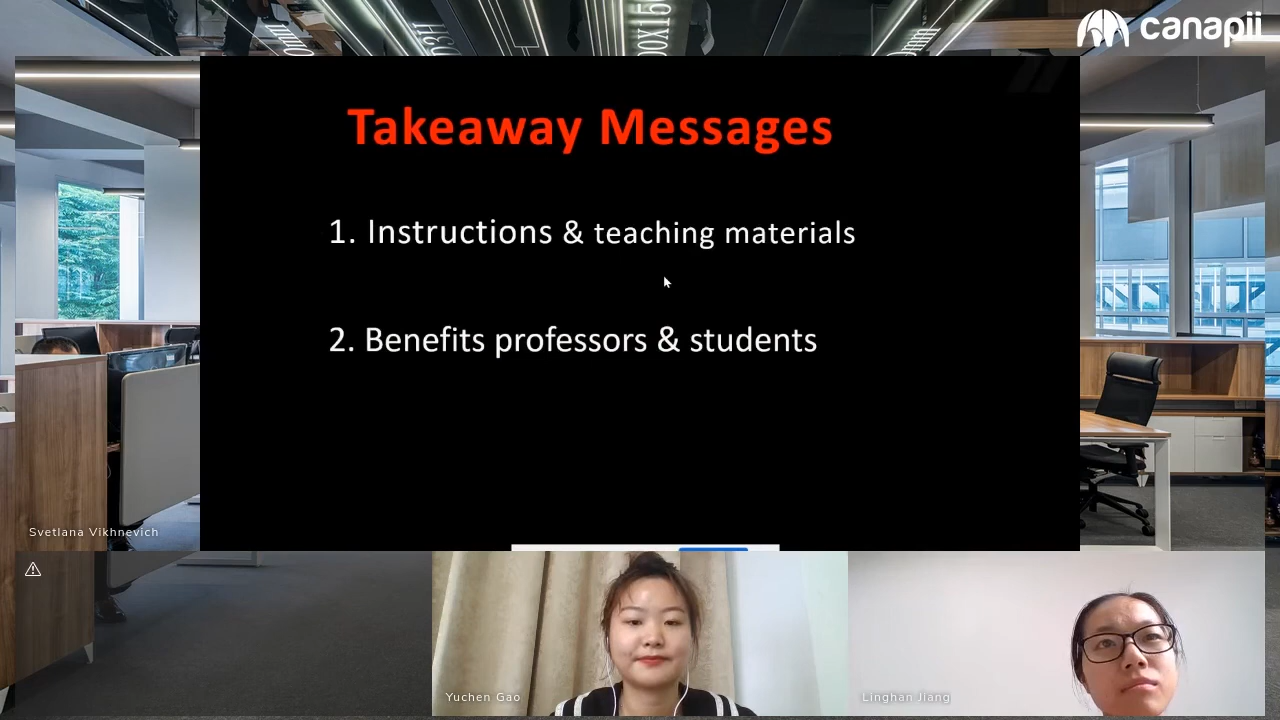 canapii
Takeaway Messages
1. Instructions & teaching materials
2. Benefits professors & students
Svetlana Vikhnevich
Yuchen Gao
Linghan Jiang